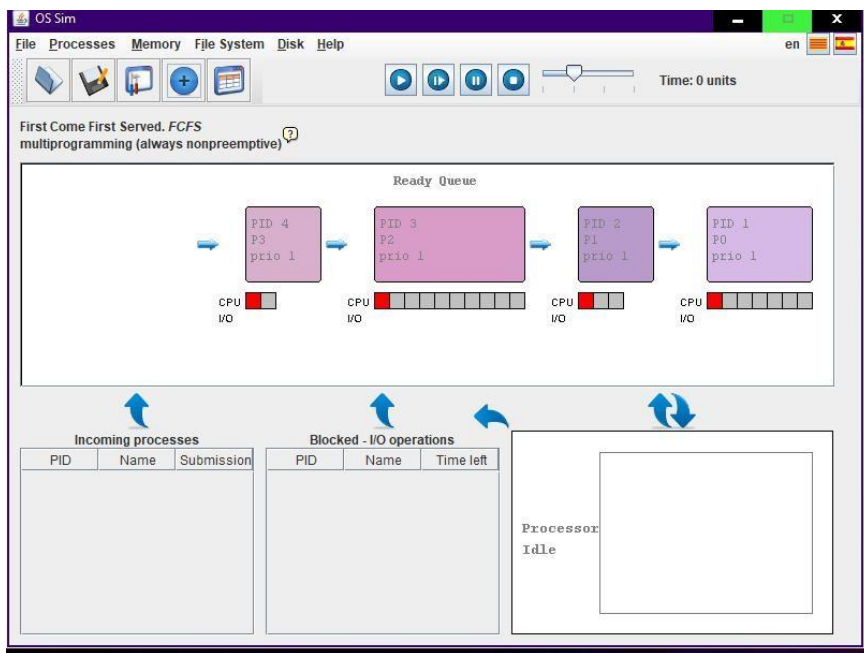 OS Sim
File Processes Memory File System Disk Help en
Time: 0 units
First Come First Served. FCFS
multiprogramming (always nonpreemptive) ?
Ready Queue
PID 4
P3
prio 1
CPU
I/O
PID 3
P2
prio 1
CPU
I/O
PID 2
P1
prio 1
CPU
I/O
PID 1
P0
prio 1
CPU
I/O
Incoming processes
PID Name Submission
Blocked - I/O operations
PID Name Time left
Processor
Idle